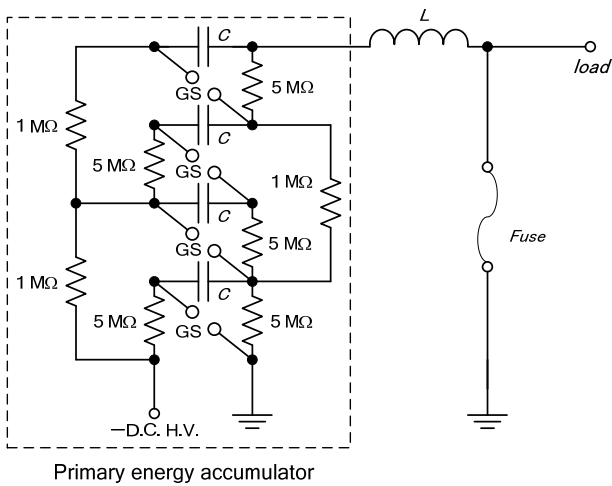 C
L
GS
5 MΩ
load
1 MΩ
C
5 MΩ
GS
1 MΩ
C
GS
5 MΩ
Fuse
1 MΩ
C
5 MΩ
GS
5 MΩ
—D.C. H.V.
Primary energy accumulator